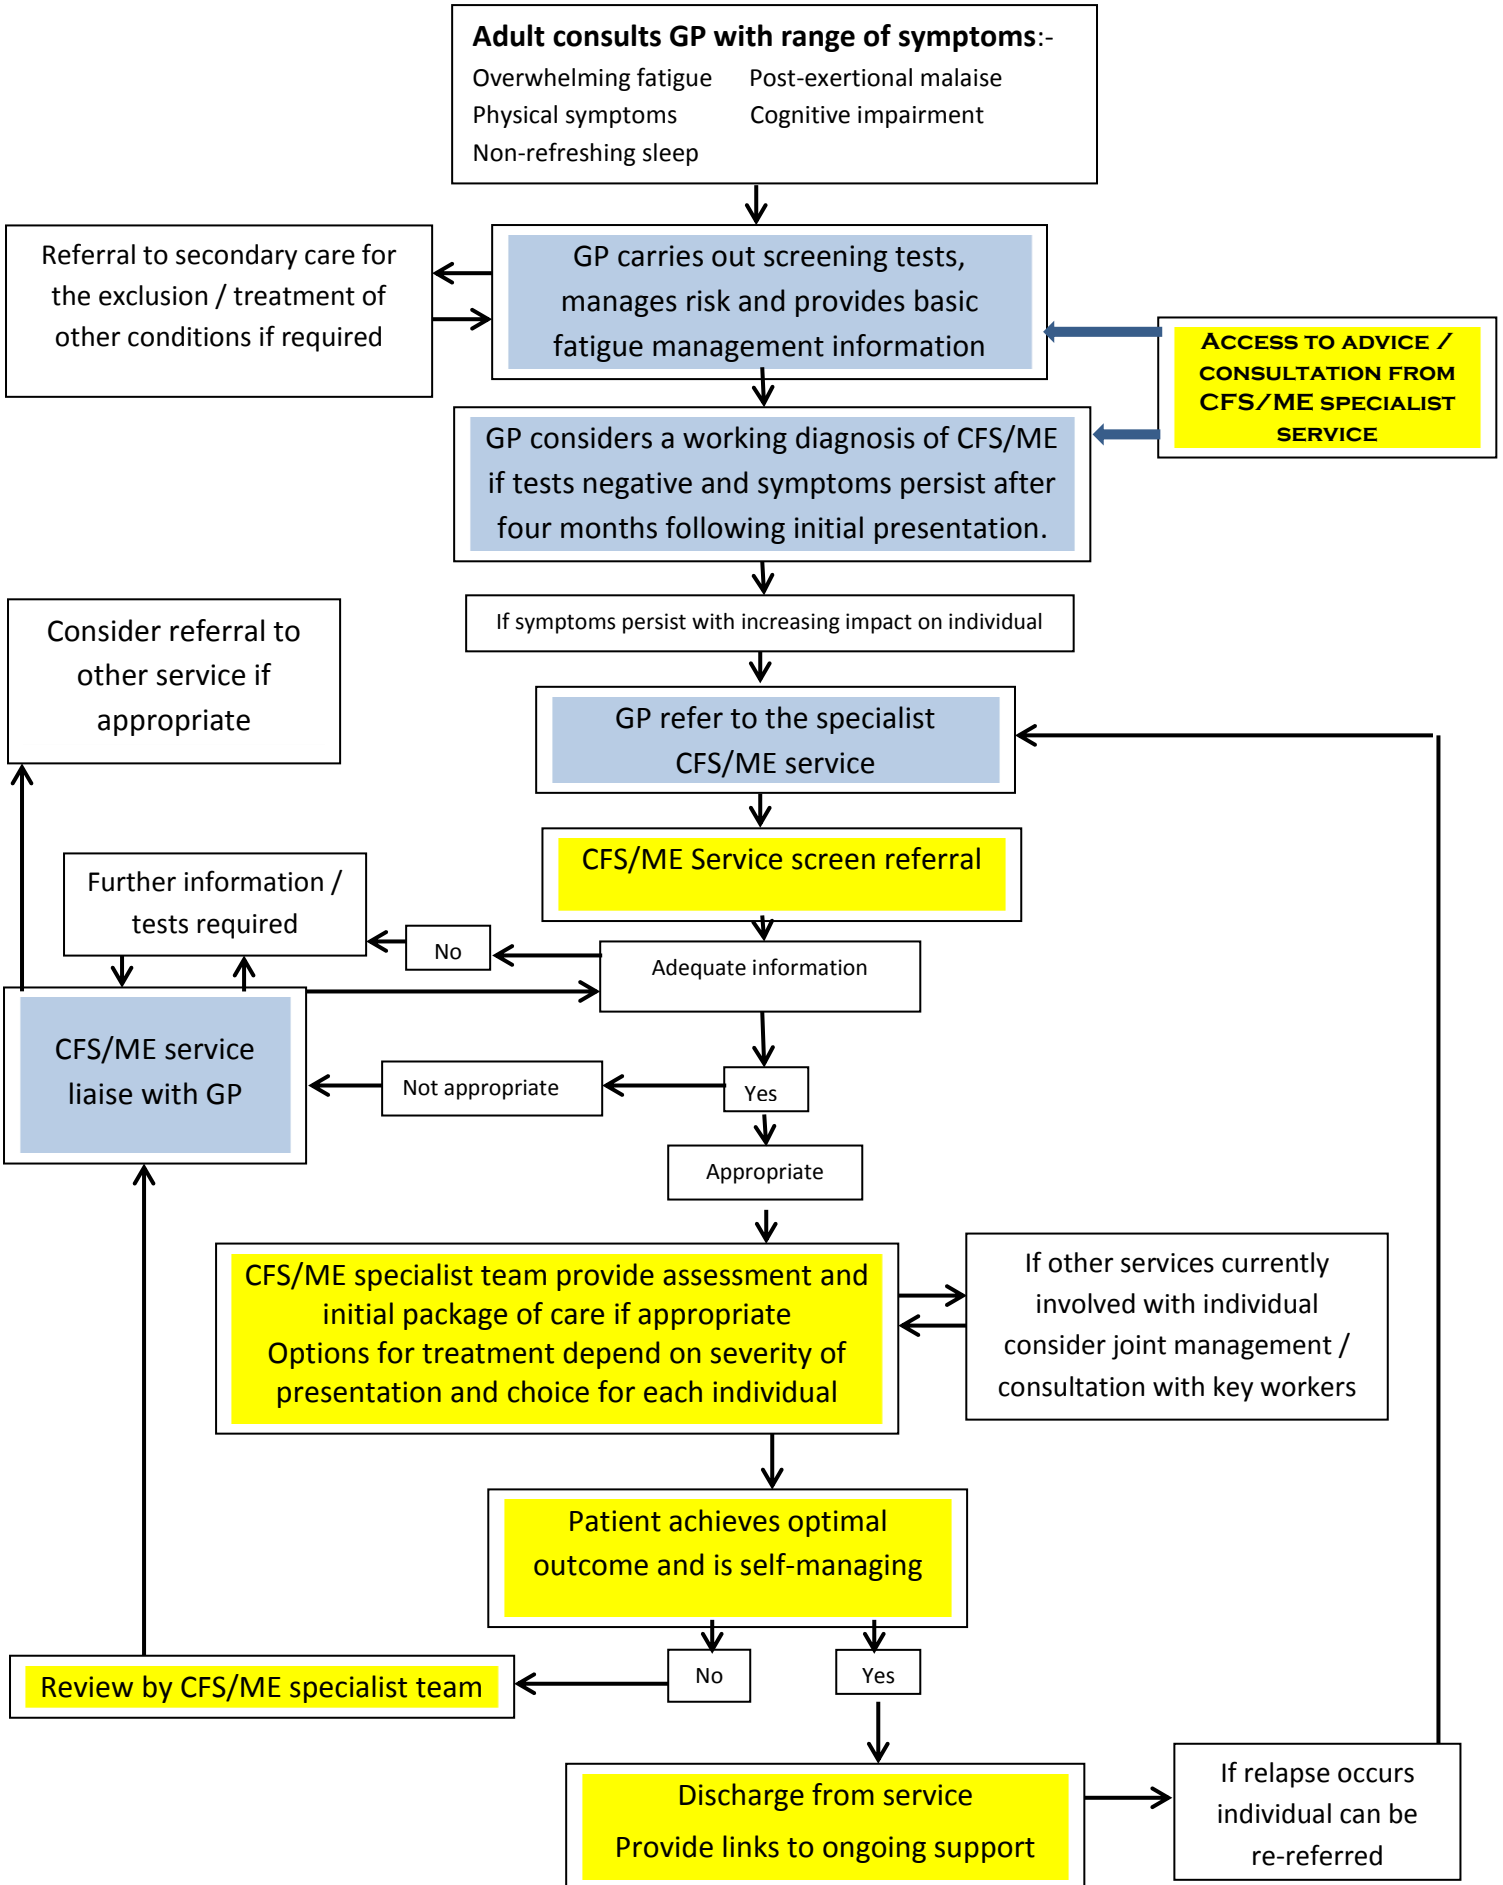 Adult consults GP with range of symptoms:-
Overwhelming fatigue Post-exertional malaise
Physical symptoms Cognitive impairment
Non-refreshing sleep
Referral to secondary care for
the exclusion / treatment of
other conditions if required
GP carries out screening tests,
manages risk and provides basic
fatigue management information
ACCESS TO ADVICE /
CONSULTATION FROM
CFS/ME SPECIALIST
SERVICE
GP considers a working diagnosis of CFS/ME
if tests negative and symptoms persist after
four months following initial presentation.
If symptoms persist with increasing impact on individual
Consider referral to
other service if
appropriate
GP refer to the specialist
CFS/ME service
CFS/ME Service screen referral
Further information /
tests required
No
Adequate information
CFS/ME service
liaise with GP
Not appropriate
Yes
Appropriate
CFS/ME specialist team provide assessment and
initial package of care if appropriate
Options for treatment depend on severity of
presentation and choice for each individual
If other services currently
involved with individual
consider joint management /
consultation with key workers
Patient achieves optimal
outcome and is self-managing
No
Yes
Review by CFS/ME specialist team
Discharge from service
Provide links to ongoing support
If relapse occurs
individual can be
re-referred